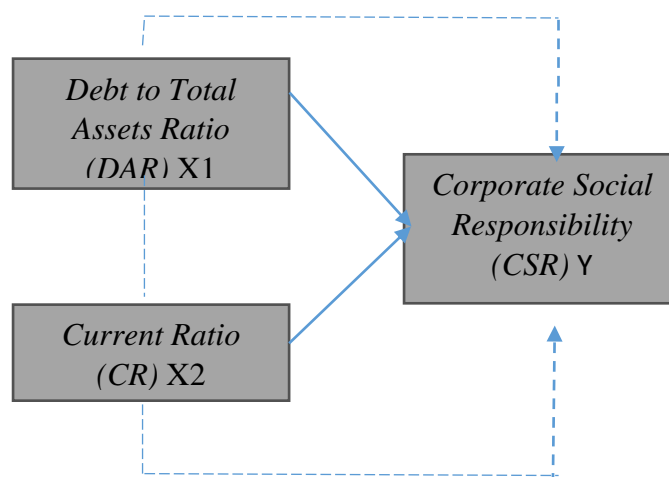 Debt to Total
Assets Ratio
(DAR) X1
Corporate Social
Responsibility
(CSR) Y
Current Ratio
(CR) X2